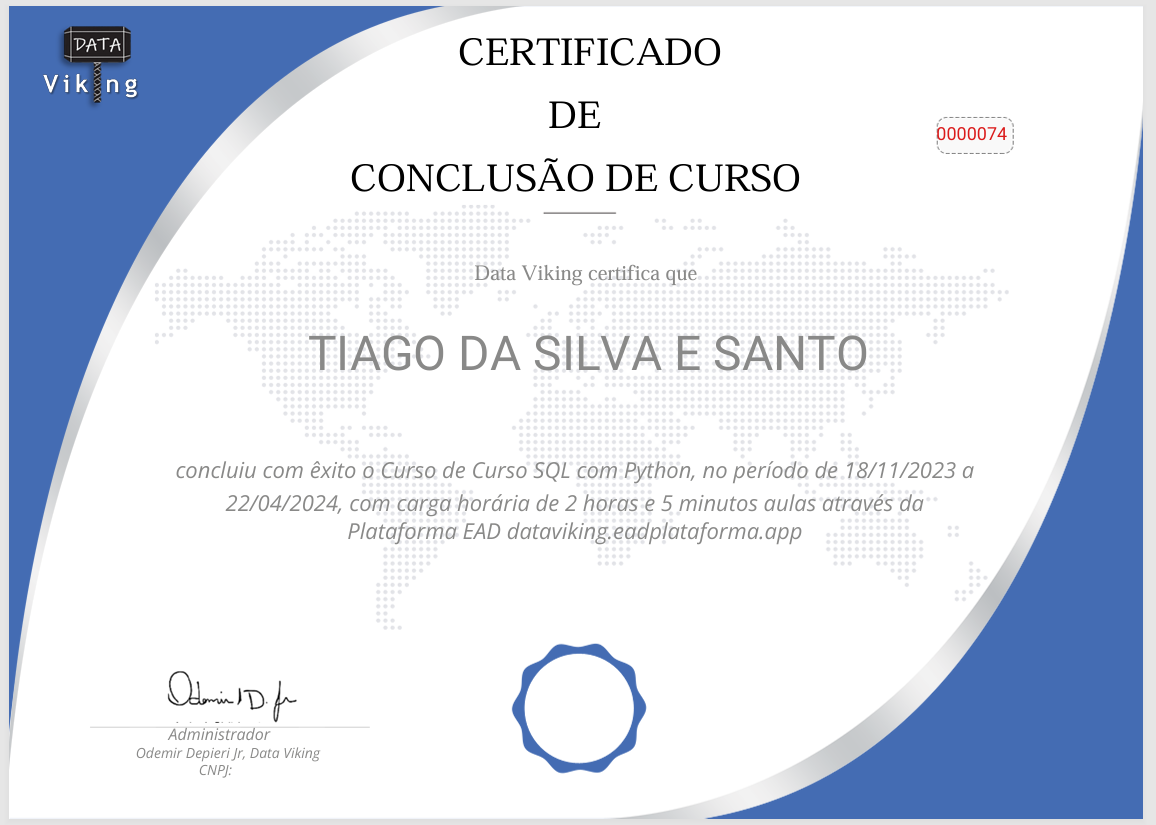 DATA
Viking
CERTIFICADO
DE
CONCLUSÃO DE CURSO
0000074
Data Viking certifica que
TIAGO DA SILVA E SANTO
concluiu com êxito o Curso de Curso SQL com Python, no período de 18/11/2023 a
22/04/2024, com carga horária de 2 horas e 5 minutos aulas através da
Plataforma EAD dataviking.eadplataforma.app
Odemir D. Jr
Administrador
Odemir Depieri Jr, Data Viking
CNPJ: